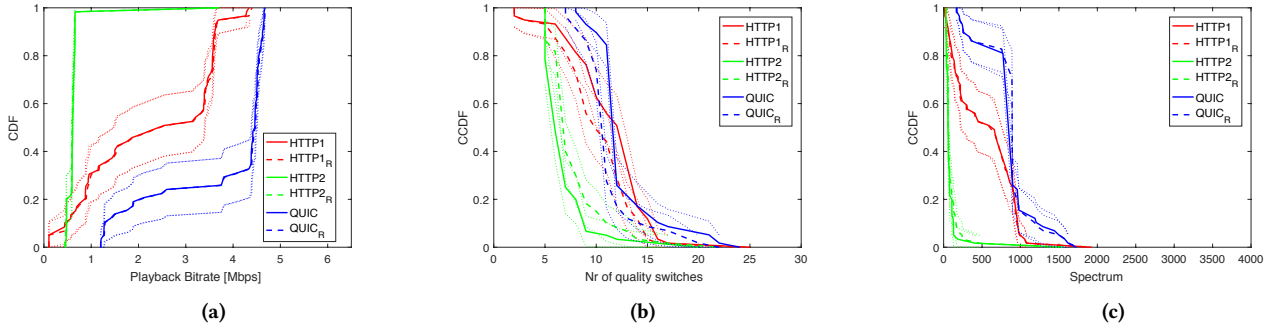 1
0.8
0.6
0.4
0.2
0
CDF
0 1 2 3 4 5 6
Playback Bitrate [Mbps]
HTTP1
HTTP1R
HTTP2
HTTP2R
QUIC
QUICR
(a)
1
0.8
0.6
0.4
0.2
0
CCDF
0 5 10 15 20 25 30
Nr of quality switches
HTTP1
HTTP1R
HTTP2
HTTP2R
QUIC
QUICR
(b)
1
0.8
0.6
0.4
0.2
0
CCDF
0 500 1000 1500 2000 2500 3000 3500 4000
Spectrum
HTTP1
HTTP1R
HTTP2
HTTP2R
QUIC
QUICR
(c)